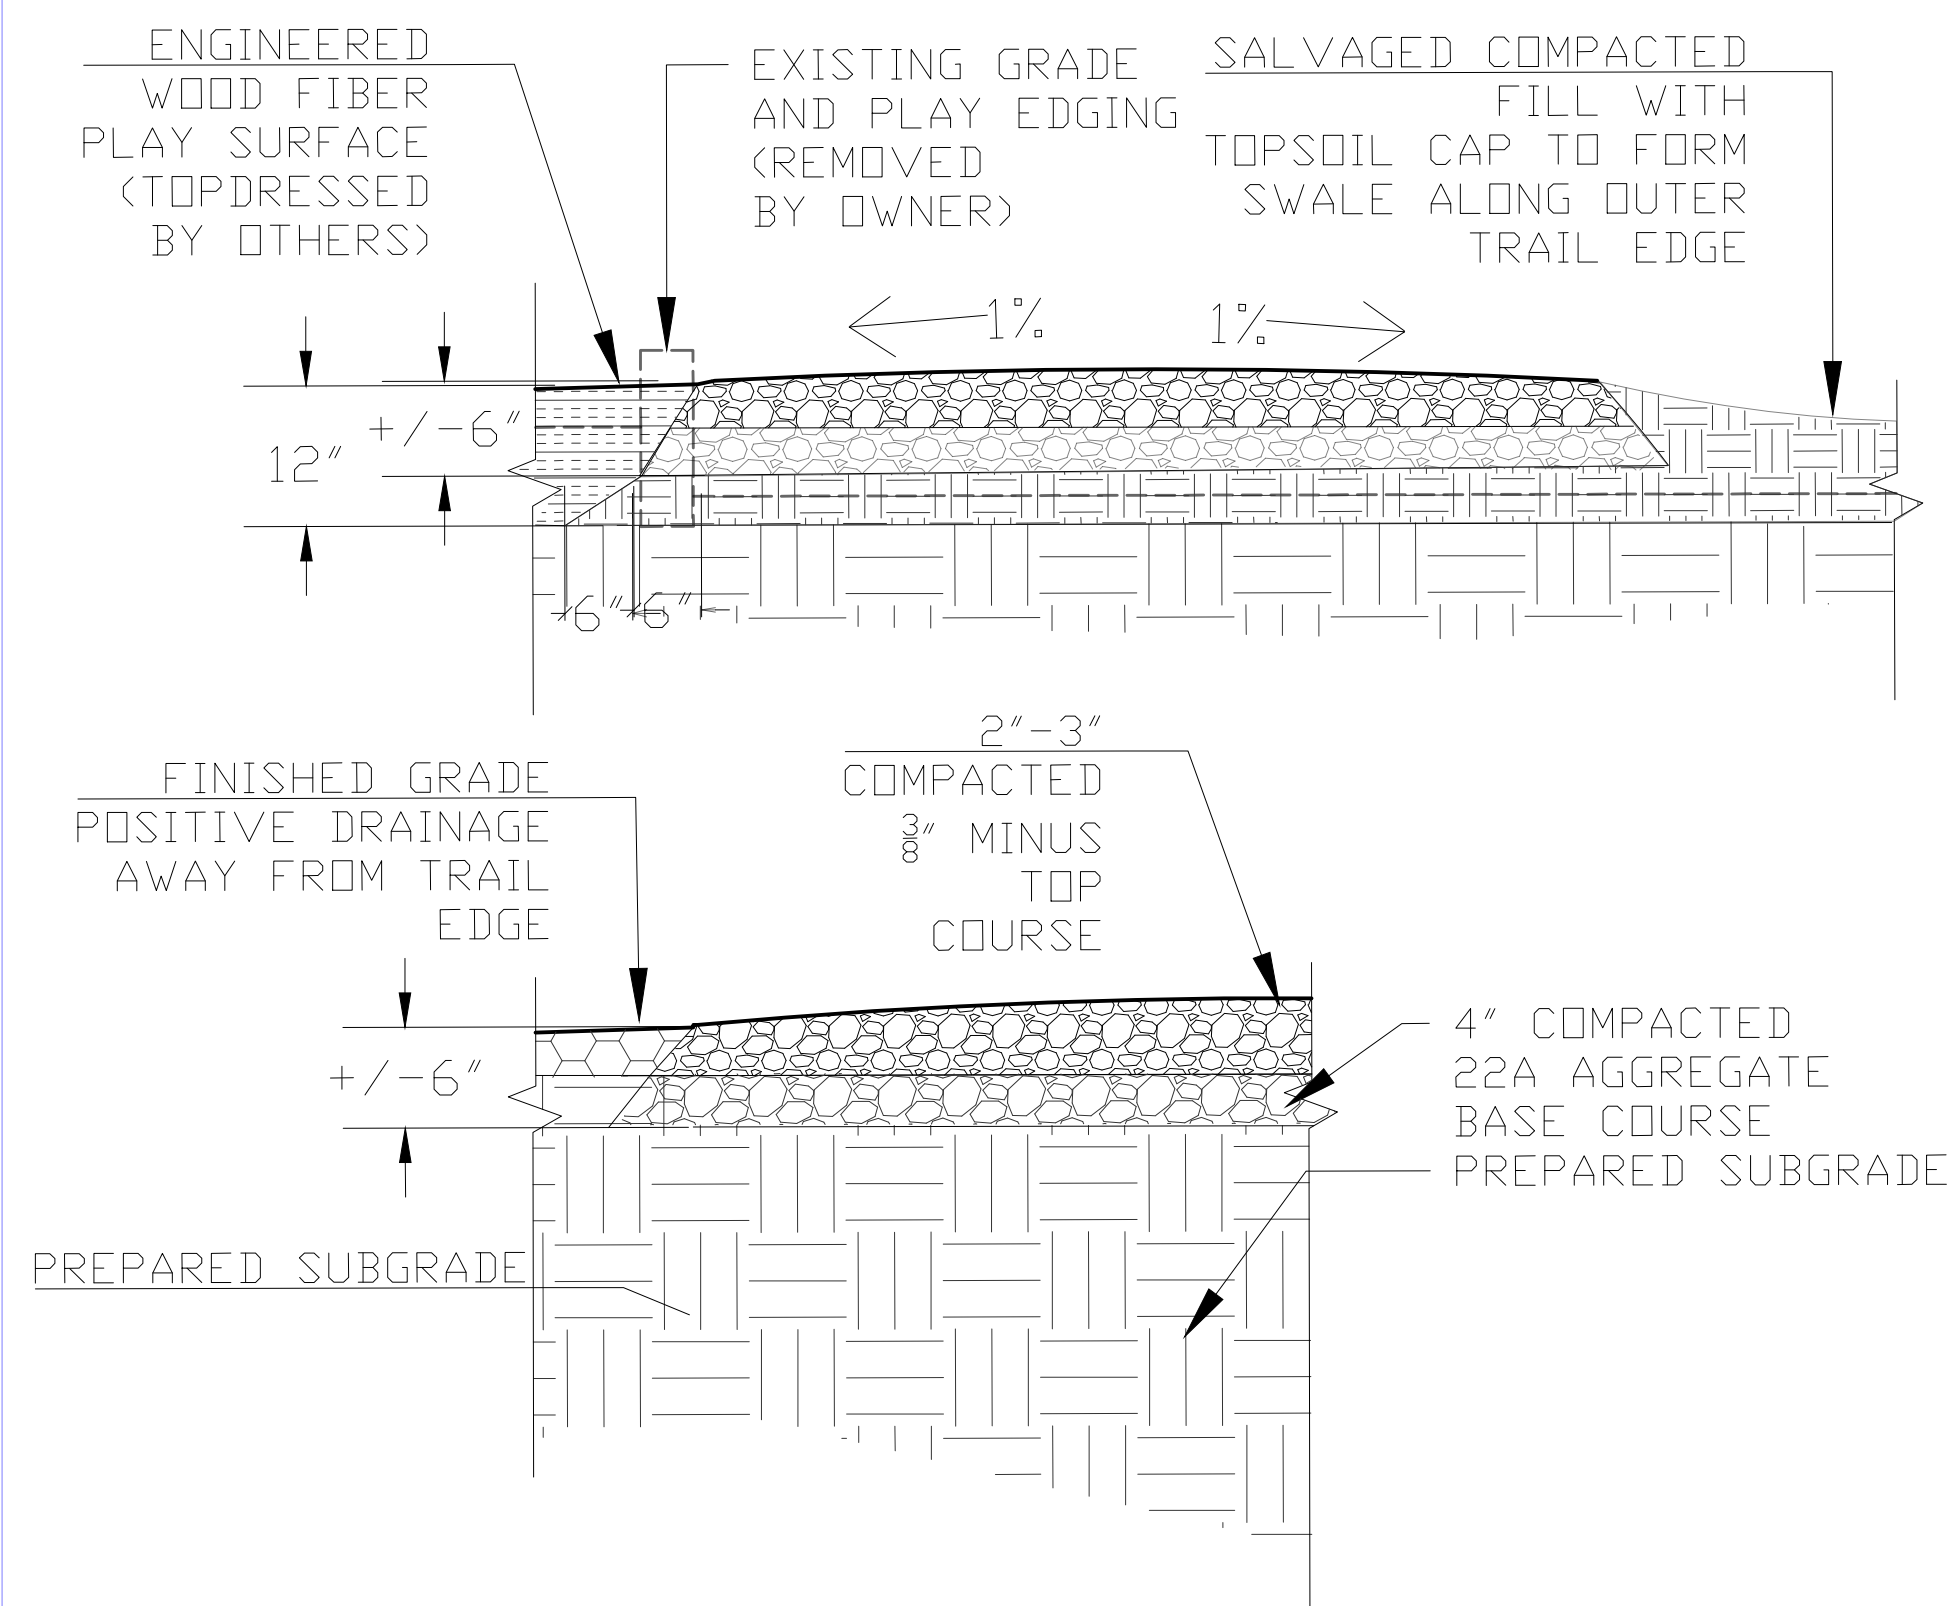 ENGINEERED
WOOD FIBER
PLAY SURFACE
(TOPDRESSED
BY OTHERS)
EXISTING GRADE
AND PLAY EDGING
(REMOVED
BY OWNER)
SALVAGED COMPACTED
FILL WITH
TOPSOIL CAP TO FORM
SWALE ALONG OUTER
TRAIL EDGE
1%
1%
+/-6"
12"
6"
6"
2"-3"
COMPACTED
3/8" MINUS
TOP
COURSE
FINISHED GRADE
POSITIVE DRAINAGE
AWAY FROM TRAIL
EDGE
+/-6"
4" COMPACTED
22A AGGREGATE
BASE COURSE
PREPARED SUBGRADE
PREPARED SUBGRADE